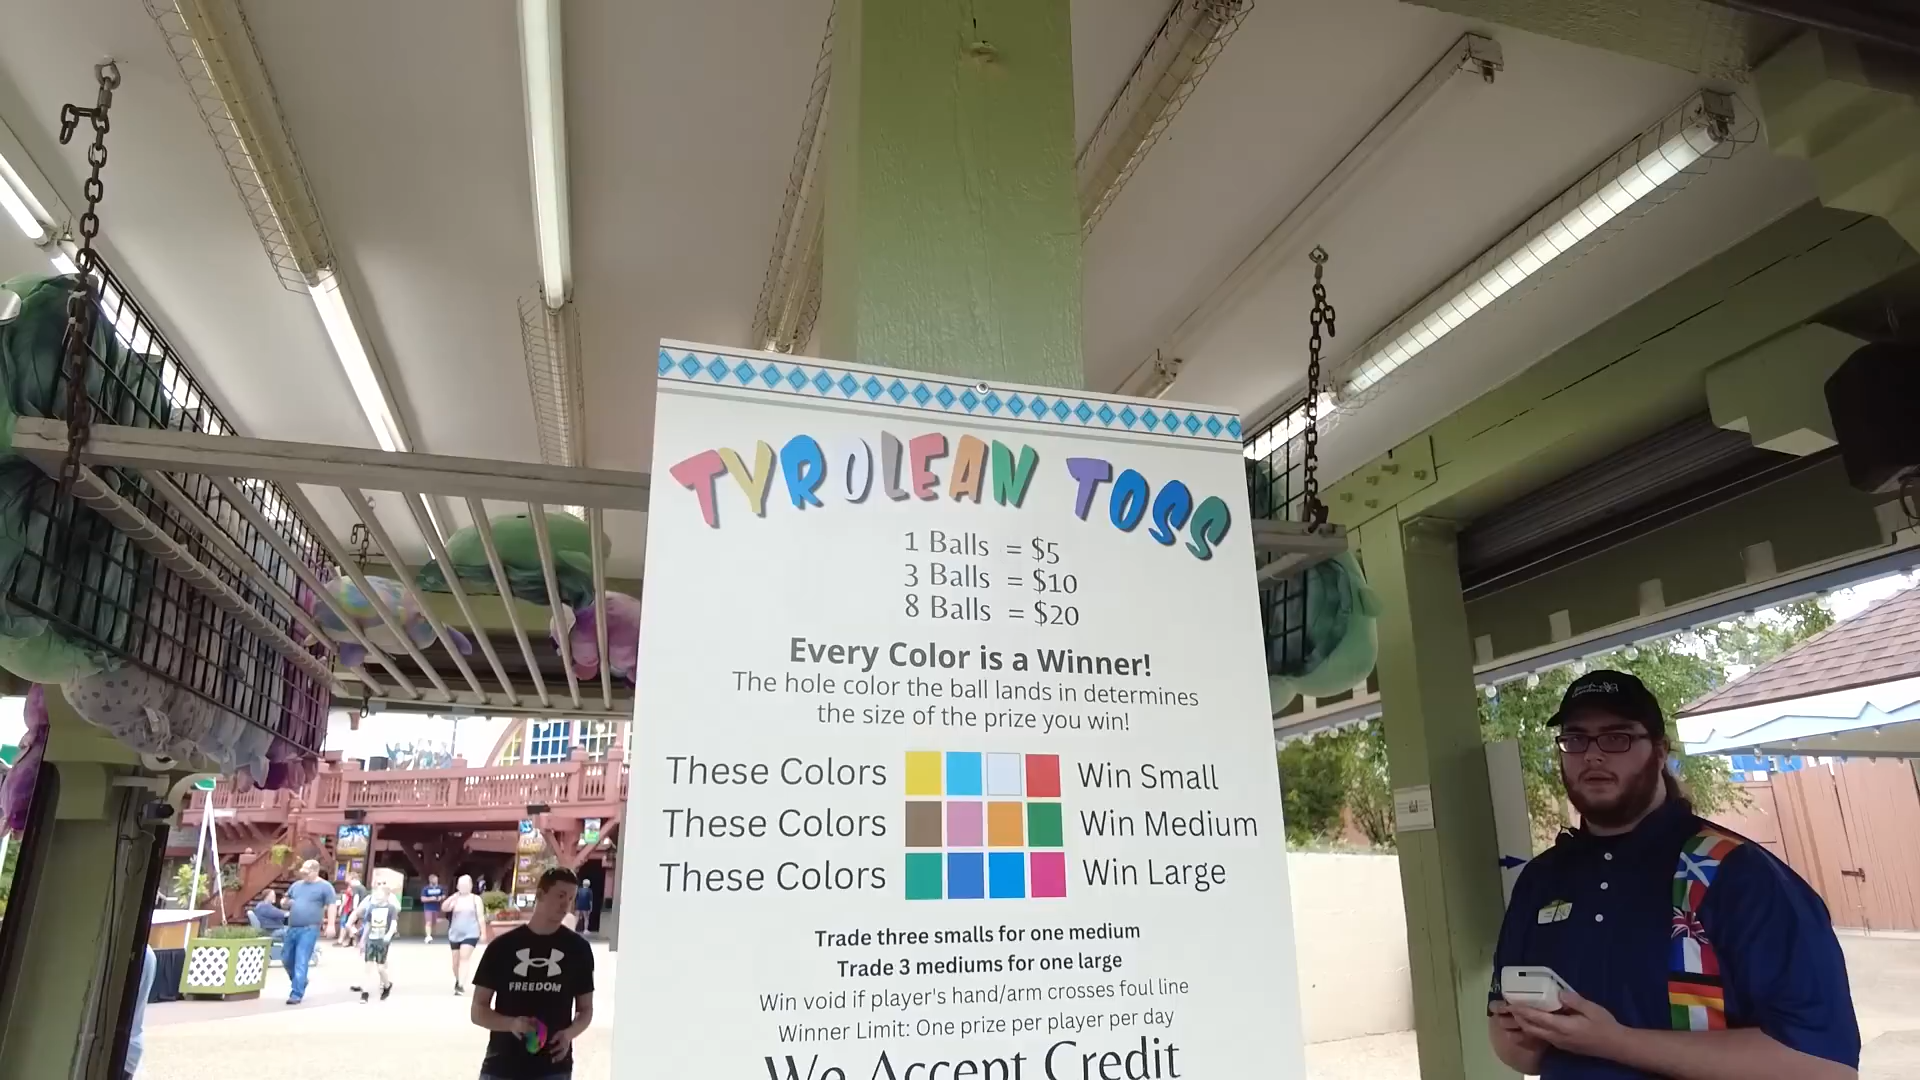 TYROLEAN TOSS
1 Balls = $5
3 Balls = $10
8 Balls = $20
Every Color is a Winner!
The hole color the ball lands in determines
the size of the prize you win!
These Colors Win Small
These Colors Win Medium
These Colors Win Large
Trade three smalls for one medium
Trade 3 mediums for one large
Win void if player's hand/arm crosses foul line
Winner Limit: One prize per player per day
We Accept Credit
FREEDOM